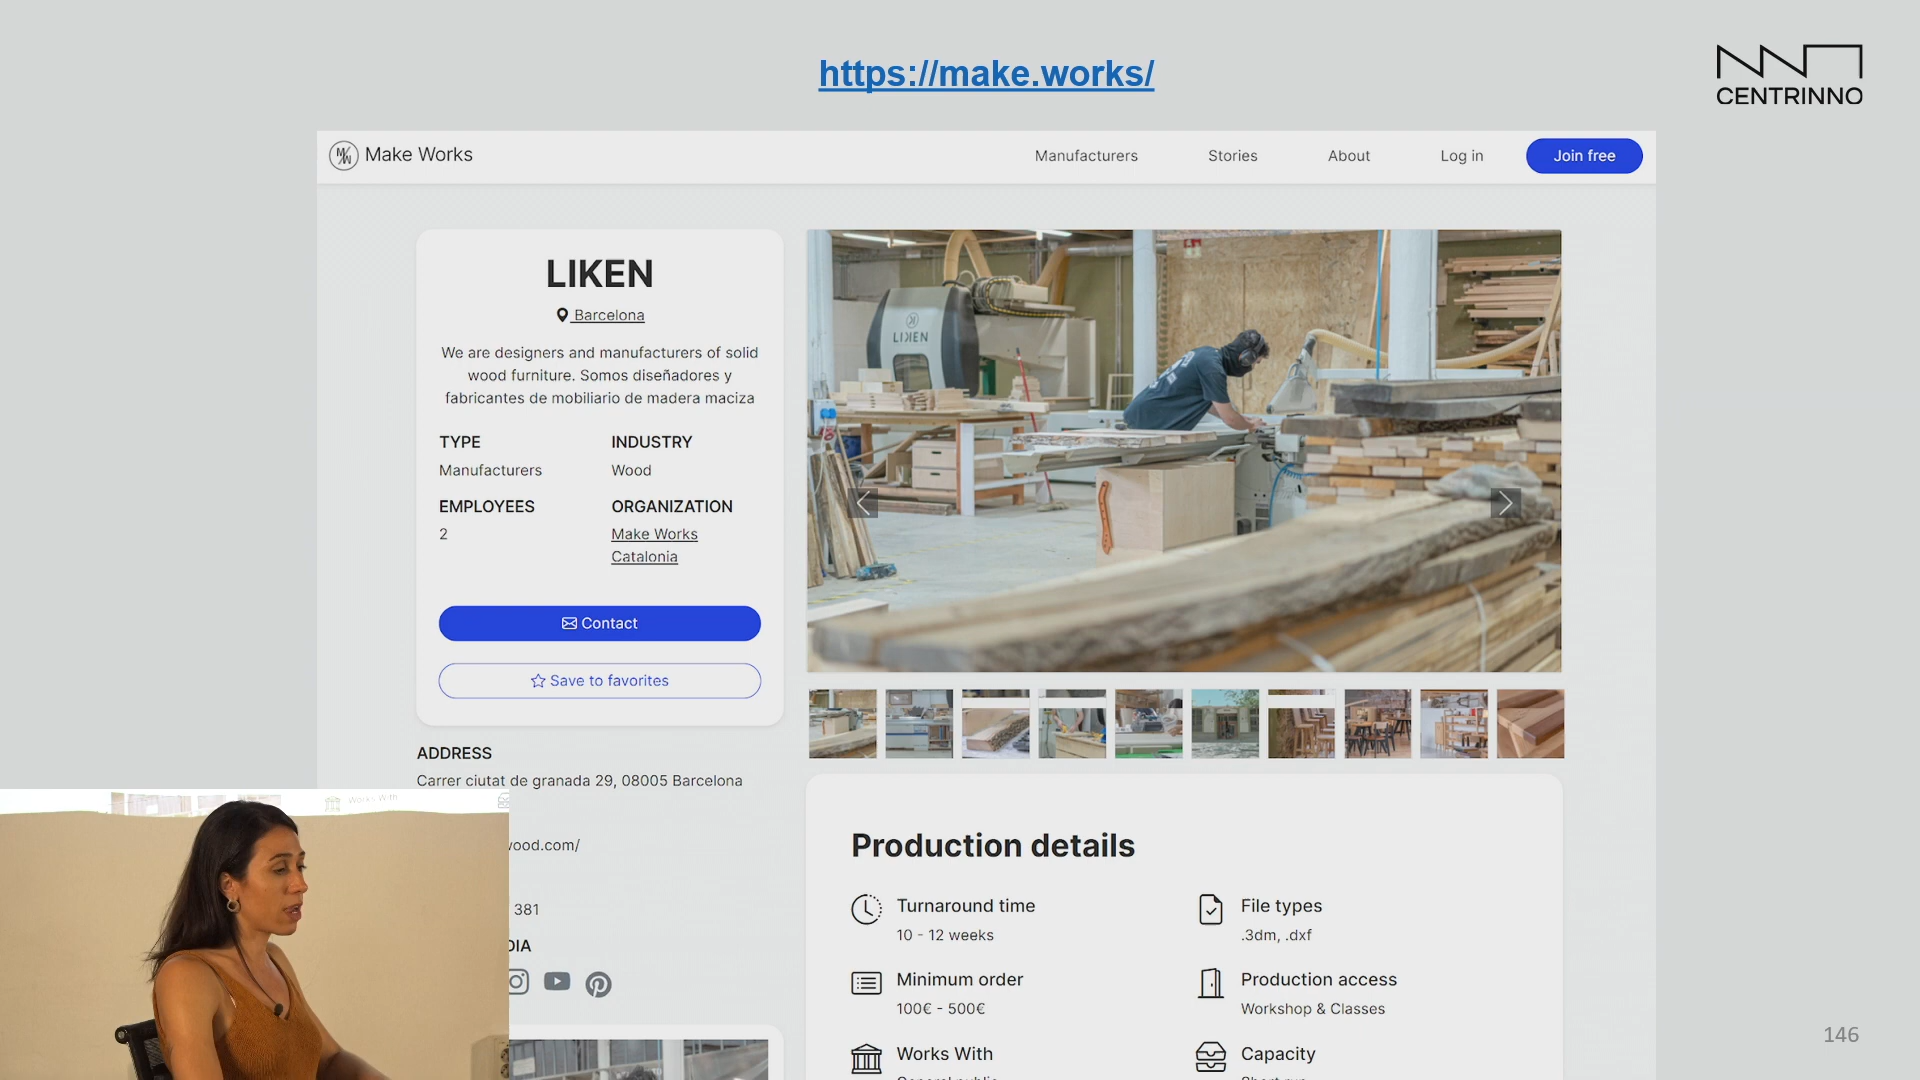 https://make.works/
CENTRINNO
Make Works
Manufacturers
Stories
About
Log in
Join free
LIKEN
Barcelona
We are designers and manufacturers of solid
wood furniture. Somos diseñadores y
fabricantes de mobiliario de madera maciza
TYPE
INDUSTRY
Manufacturers
Wood
EMPLOYEES
ORGANIZATION
2
Make Works
Catalonia
Contact
Save to favorites
LIKEN
ADDRESS
Carrer ciutat de granada 29, 08005 Barcelona
Works With
wood.com/
381
DIA
Production details
Turnaround time
10 - 12 weeks
File types
.3dm, .dxf
Minimum order
100€ - 500€
Production access
Workshop & Classes
Works With
Capacity
146